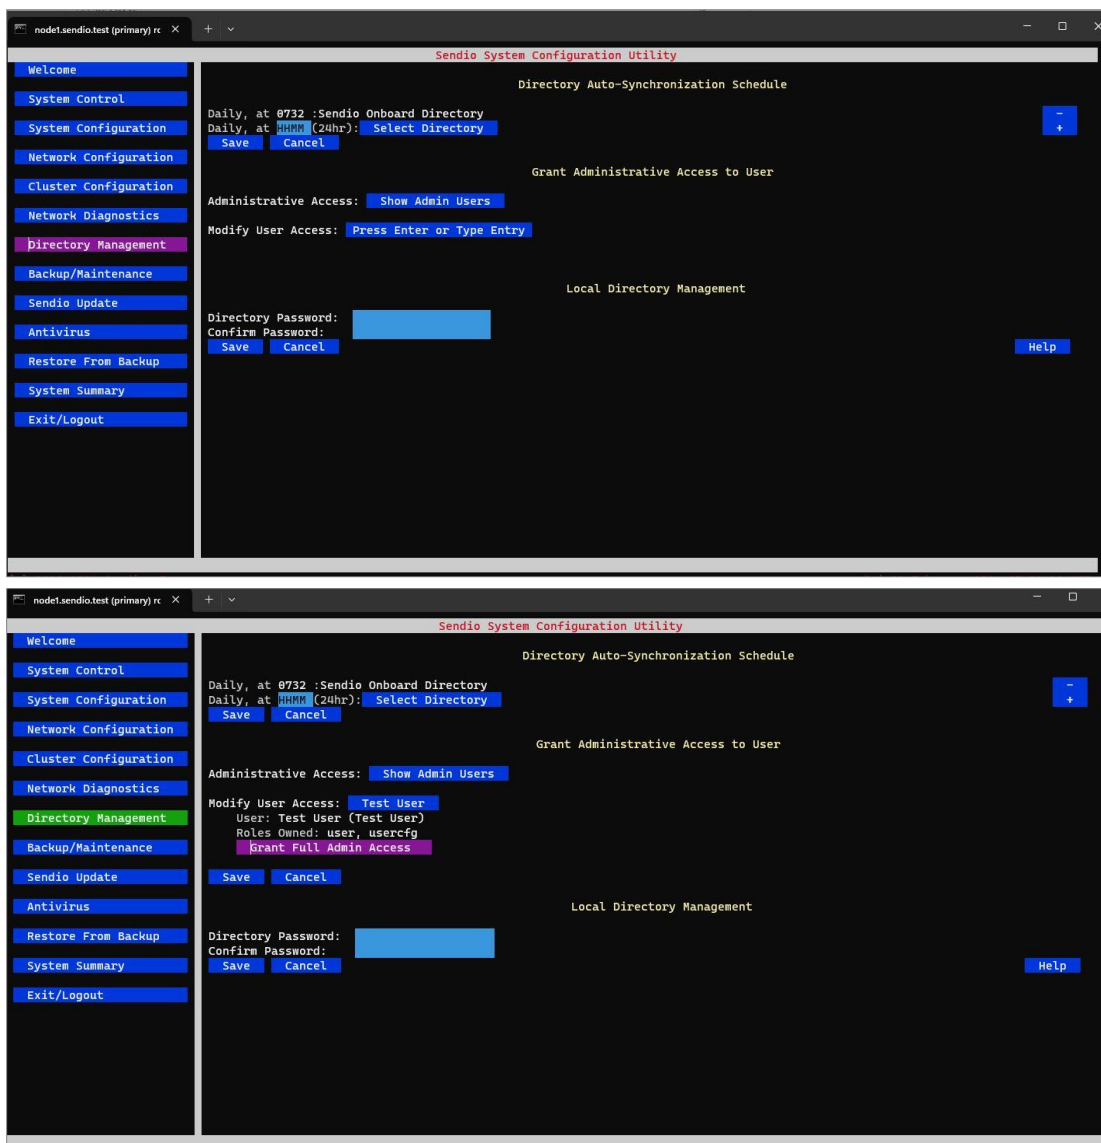 node1.sendio.test (primary) rc
Sendio System Configuration Utility
Welcome
System Control
System Configuration
Network Configuration
Cluster Configuration
Network Diagnostics
Directory Management
Backup/Maintenance
Sendio Update
Antivirus
Restore From Backup
System Summary
Exit/Logout
Directory Auto-Synchronization Schedule
Daily, at 0732 :Sendio Onboard Directory
-
Daily, at HHMM (24hr): Select Directory
+
Save Cancel
Grant Administrative Access to User
Administrative Access: Show Admin Users
Modify User Access: Press Enter or Type Entry
Local Directory Management
Directory Password:
Confirm Password:
Save Cancel Help
node1.sendio.test (primary) rc
Sendio System Configuration Utility
Welcome
System Control
System Configuration
Network Configuration
Cluster Configuration
Network Diagnostics
Directory Management
Backup/Maintenance
Sendio Update
Antivirus
Restore From Backup
System Summary
Exit/Logout
Directory Auto-Synchronization Schedule
Daily, at 0732 :Sendio Onboard Directory
-
Daily, at HHMM (24hr): Select Directory
+
Save Cancel
Grant Administrative Access to User
Administrative Access: Show Admin Users
Modify User Access: Test User
User: Test User (Test User)
Roles Owned: user, usercfg
Grant Full Admin Access
Save Cancel
Local Directory Management
Directory Password:
Confirm Password:
Save Cancel Help